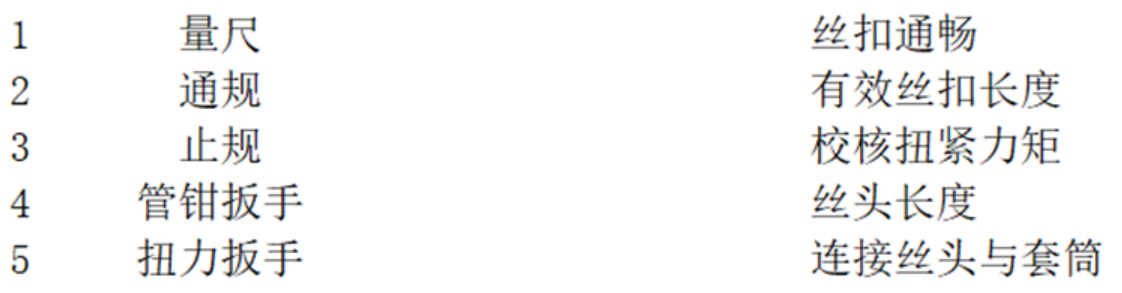 1 量尺 丝扣通畅
2 通规 有效丝扣长度
3 止规 校核扭紧力矩
4 管钳扳手 丝头长度
5 扭力扳手 连接丝头与套筒